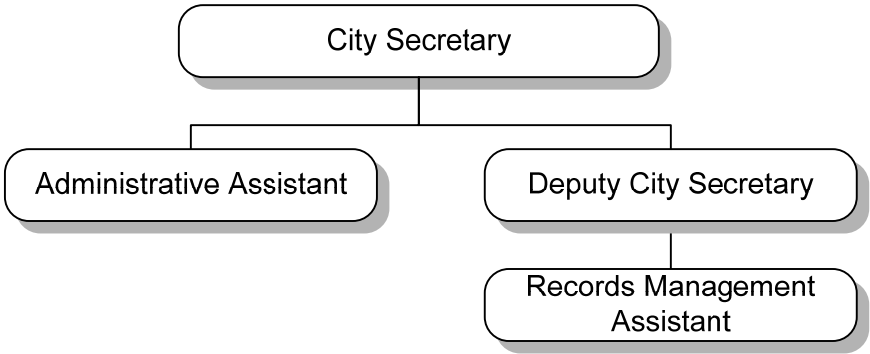 City Secretary
Administrative Assistant
Deputy City Secretary
Records Management
Assistant